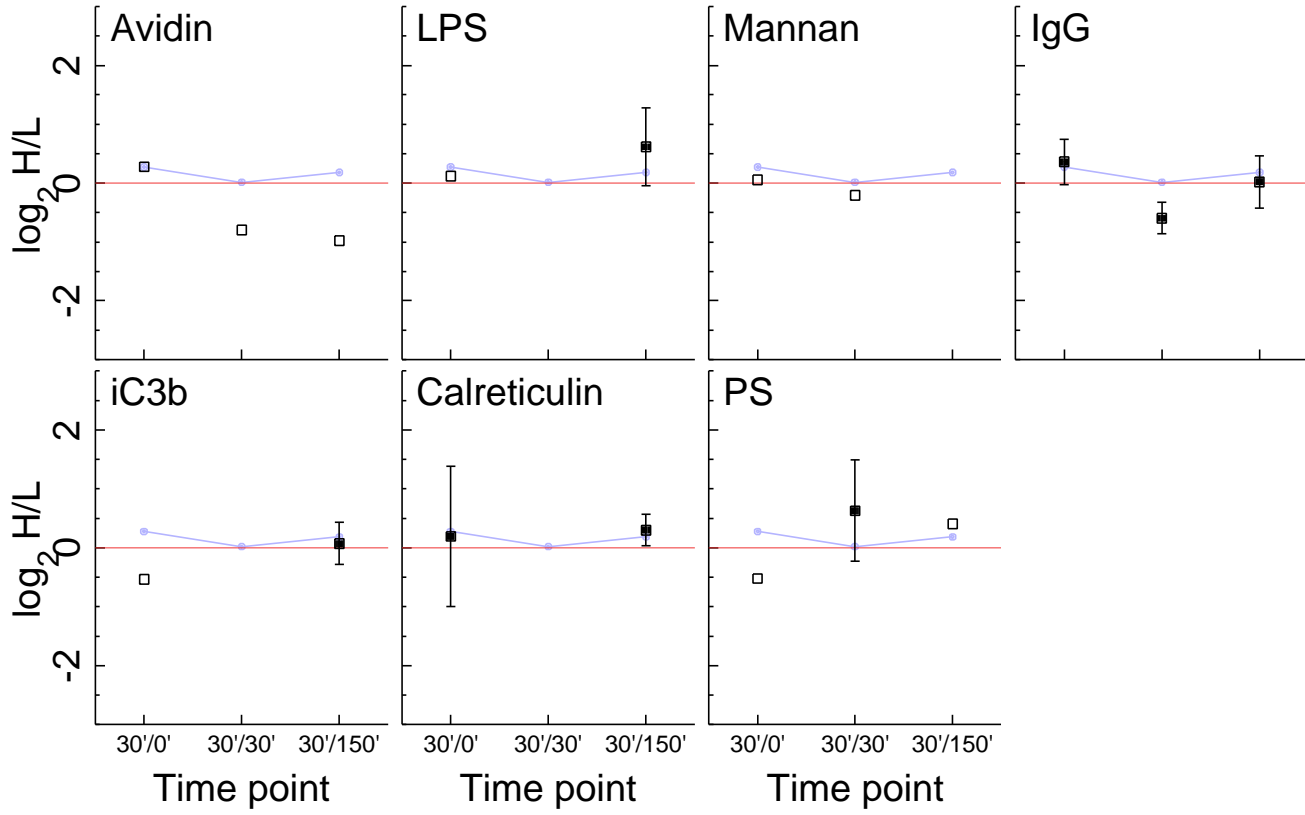 Avidin
LPS
Mannan
IgG
2
0
-2
log2 H/L
iC3b
Calreticulin
PS
2
0
-2
log2 H/L
30'/0' 30'/30' 30'/150'
30'/0' 30'/30' 30'/150'
30'/0' 30'/30' 30'/150'
Time point
Time point
Time point